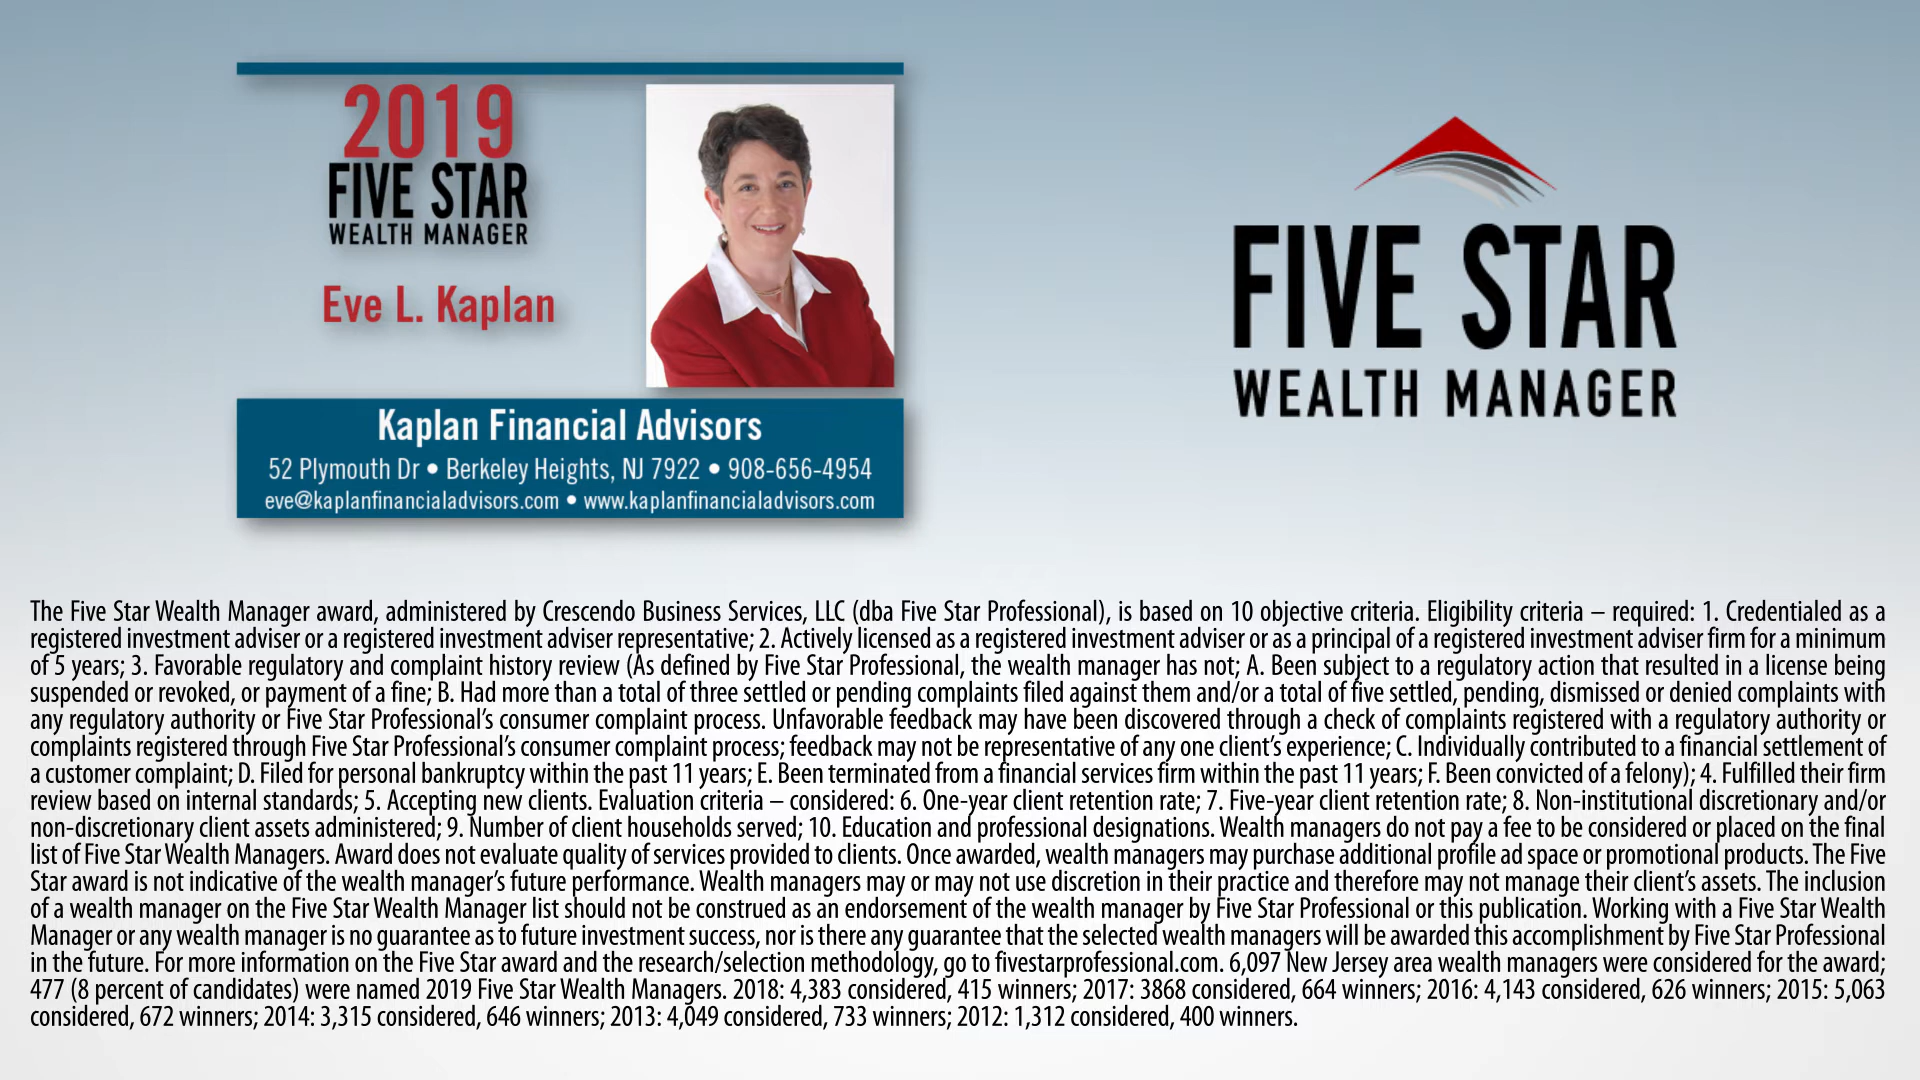 2019
FIVE STAR
WEALTH MANAGER
Eve L. Kaplan
Kaplan Financial Advisors
52 Plymouth Dr • Berkeley Heights, NJ 7922 • 908-656-4954
eve@kaplanfinancialadvisors.com • www.kaplanfinancialadvisors.com
FIVE STAR
WEALTH MANAGER
The Five Star Wealth Manager award, administered by Crescendo Business Services, LLC (dba Five Star Professional), is based on 10 objective criteria. Eligibility criteria – required: 1. Credentialed as a
registered investment adviser or a registered investment adviser representative; 2. Actively licensed as a registered investment adviser or as a principal of a registered investment adviser firm for a minimum
of 5 years; 3. Favorable regulatory and complaint history review (As defined by Five Star Professional, the wealth manager has not; A. Been subject to a regulatory action that resulted in a license being
suspended or revoked, or payment of a fine; B. Had more than a total of three settled or pending complaints filed against them and/or a total of five settled, pending, dismissed or denied complaints with
any regulatory authority or Five Star Professional’s consumer complaint process. Unfavorable feedback may have been discovered through a check of complaints registered with a regulatory authority or
complaints registered through Five Star Professional’s consumer complaint process; feedback may not be representative of any one client’s experience; C. Individually contributed to a financial settlement of
a customer complaint; D. Filed for personal bankruptcy within the past 11 years; E. Been terminated from a financial services firm within the past 11 years; F. Been convicted of a felony); 4. Fulfilled their firm
review based on internal standards; 5. Accepting new clients. Evaluation criteria – considered: 6. One-year client retention rate; 7. Five-year client retention rate; 8. Non-institutional discretionary and/or
non-discretionary client assets administered; 9. Number of client households served; 10. Education and professional designations. Wealth managers do not pay a fee to be considered or placed on the final
list of Five Star Wealth Managers. Award does not evaluate quality of services provided to clients. Once awarded, wealth managers may purchase additional profile ad space or promotional products. The Five
Star award is not indicative of the wealth manager’s future performance. Wealth managers may or may not use discretion in their practice and therefore may not manage their client’s assets. The inclusion
of a wealth manager on the Five Star Wealth Manager list should not be construed as an endorsement of the wealth manager by Five Star Professional or this publication. Working with a Five Star Wealth
Manager or any wealth manager is no guarantee as to future investment success, nor is there any guarantee that the selected wealth managers will be awarded this accomplishment by Five Star Professional
in the future. For more information on the Five Star award and the research/selection methodology, go to fivestarprofessional.com. 6,097 New Jersey area wealth managers were considered for the award;
477 (8 percent of candidates) were named 2019 Five Star Wealth Managers. 2018: 4,383 considered, 415 winners; 2017: 3868 considered, 664 winners; 2016: 4,143 considered, 626 winners; 2015: 5,063
considered, 672 winners; 2014: 3,315 considered, 646 winners; 2013: 4,049 considered, 733 winners; 2012: 1,312 considered, 400 winners.